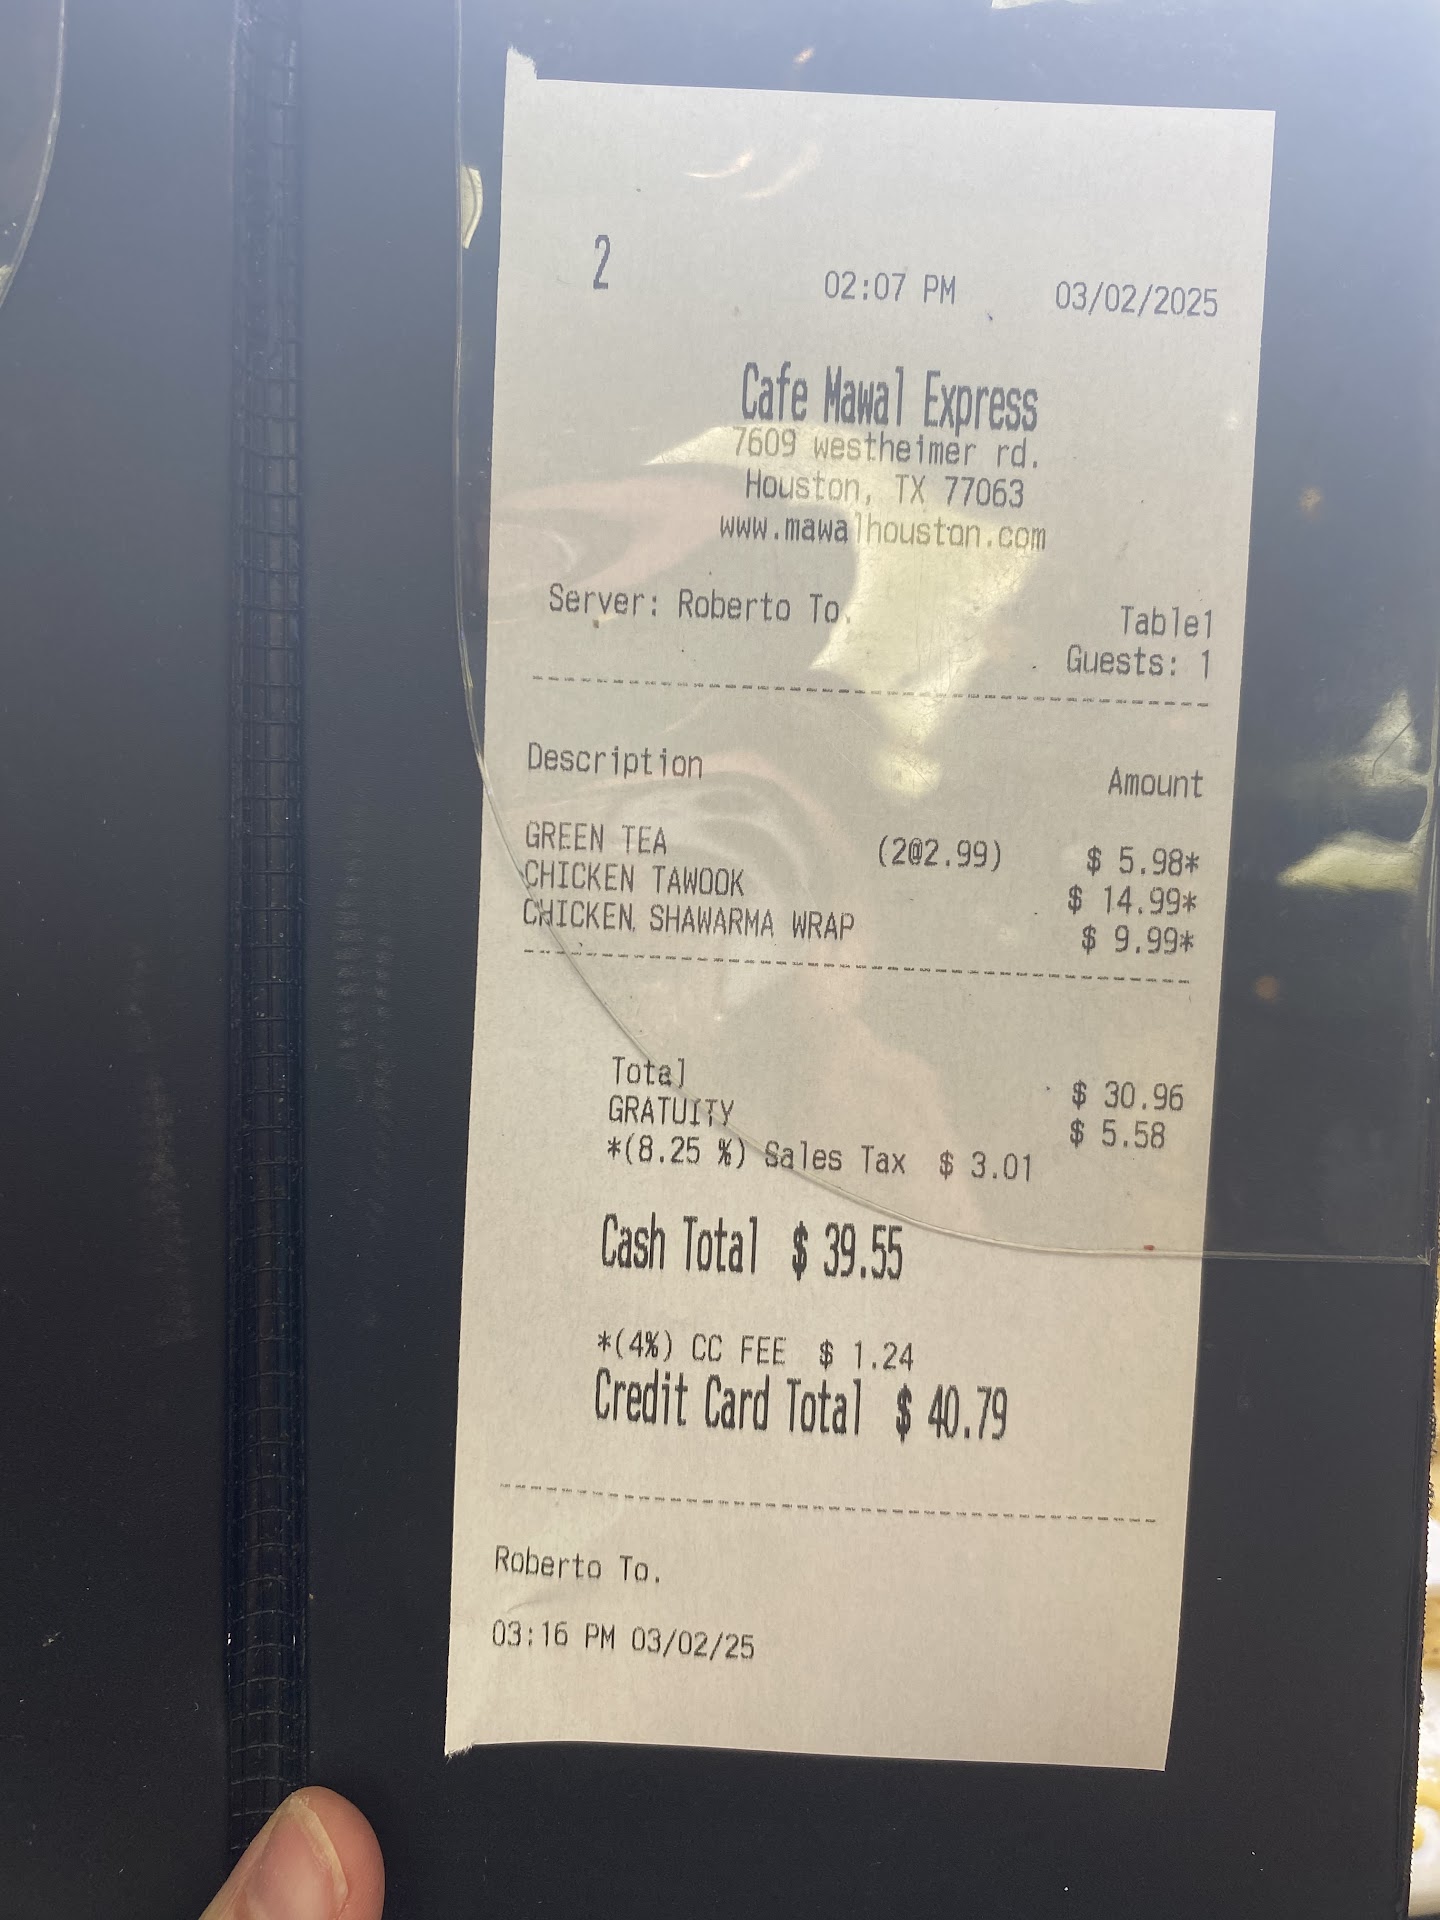 2 02:07 PM 03/02/2025
Cafe Mawal Express
7609 westheimer rd.
Houston, TX 77063
www.mawalhouston.com
Server: Roberto To. Table1
Guests: 1
Description Amount
GREEN TEA (2@2.99) $ 5.98*
CHICKEN TAWOOK $ 14.99*
CHICKEN SHAWARMA WRAP $ 9.99*
Total $ 30.96
GRATUITY $ 5.58
*(8.25 %) Sales Tax $ 3.01
Cash Total $ 39.55
*(4%) CC FEE $ 1.24
Credit Card Total $ 40.79
Roberto To.
03:16 PM 03/02/25